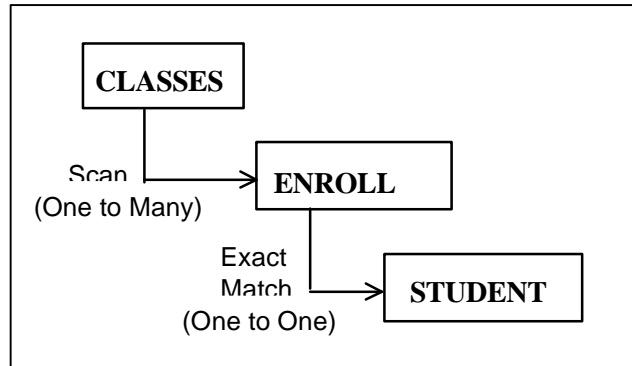 CLASSES
Scan
(One to Many)
ENROLL
Exact
Match
(One to One)
STUDENT